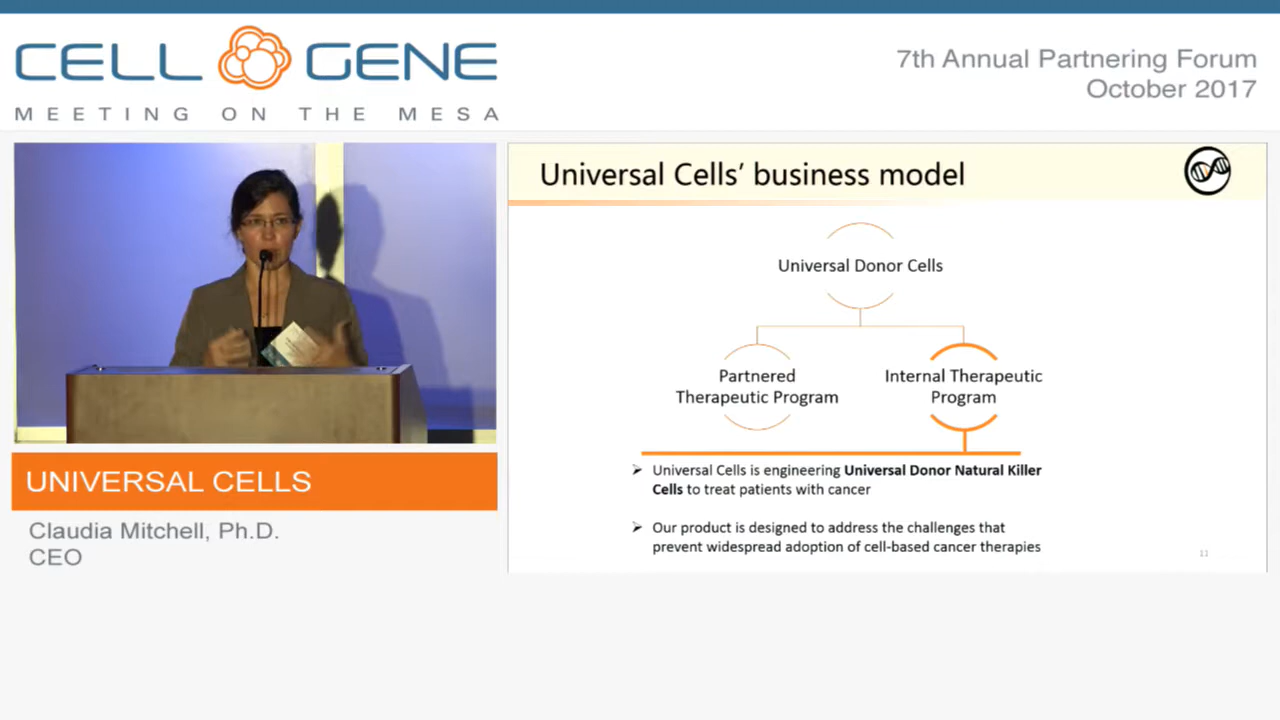 CELL GENE
MEETING ON THE MESA
7th Annual Partnering Forum
October 2017
Universal Cells’ business model
Universal Donor Cells
Partnered
Therapeutic Program
Internal Therapeutic
Program
Universal Cells is engineering Universal Donor Natural Killer
Cells to treat patients with cancer
Our product is designed to address the challenges that
prevent widespread adoption of cell-based cancer therapies
11
UNIVERSAL CELLS
Claudia Mitchell, Ph.D.
CEO